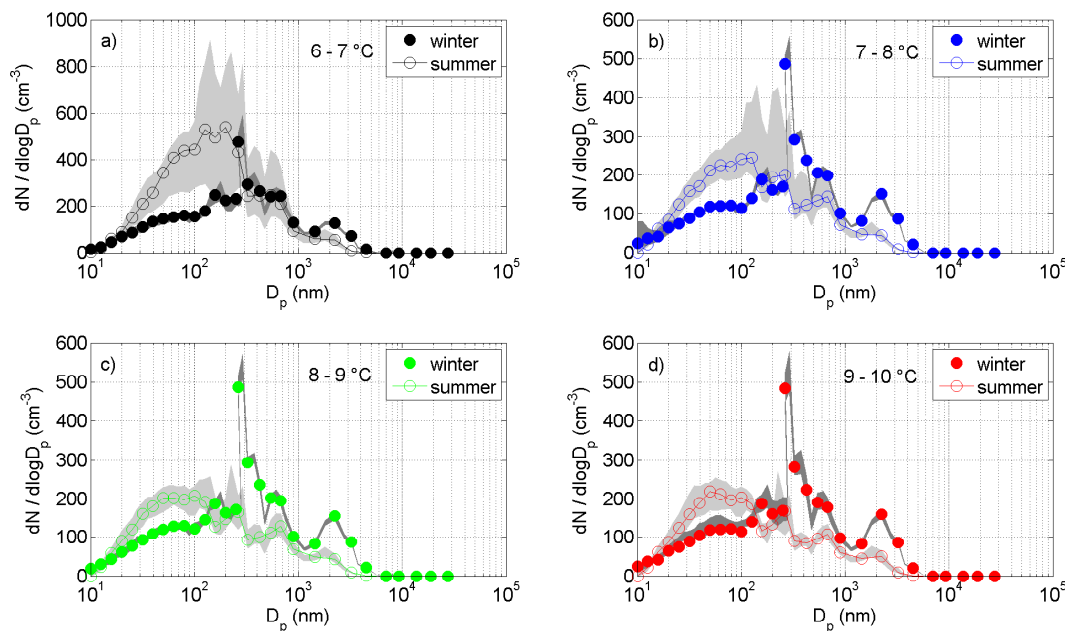 a)
6 - 7 °C
winter
summer
dN / dlogD_p (cm^-3)
1000
800
600
400
200
0
10^1
10^2
10^3
10^4
10^5
D_p (nm)
b)
7 - 8 °C
winter
summer
dN / dlogD_p (cm^-3)
600
500
400
300
200
100
0
10^1
10^2
10^3
10^4
10^5
D_p (nm)
c)
8 - 9 °C
winter
summer
dN / dlogD_p (cm^-3)
600
500
400
300
200
100
0
10^1
10^2
10^3
10^4
10^5
D_p (nm)
d)
9 - 10 °C
winter
summer
dN / dlogD_p (cm^-3)
600
500
400
300
200
100
0
10^1
10^2
10^3
10^4
10^5
D_p (nm)